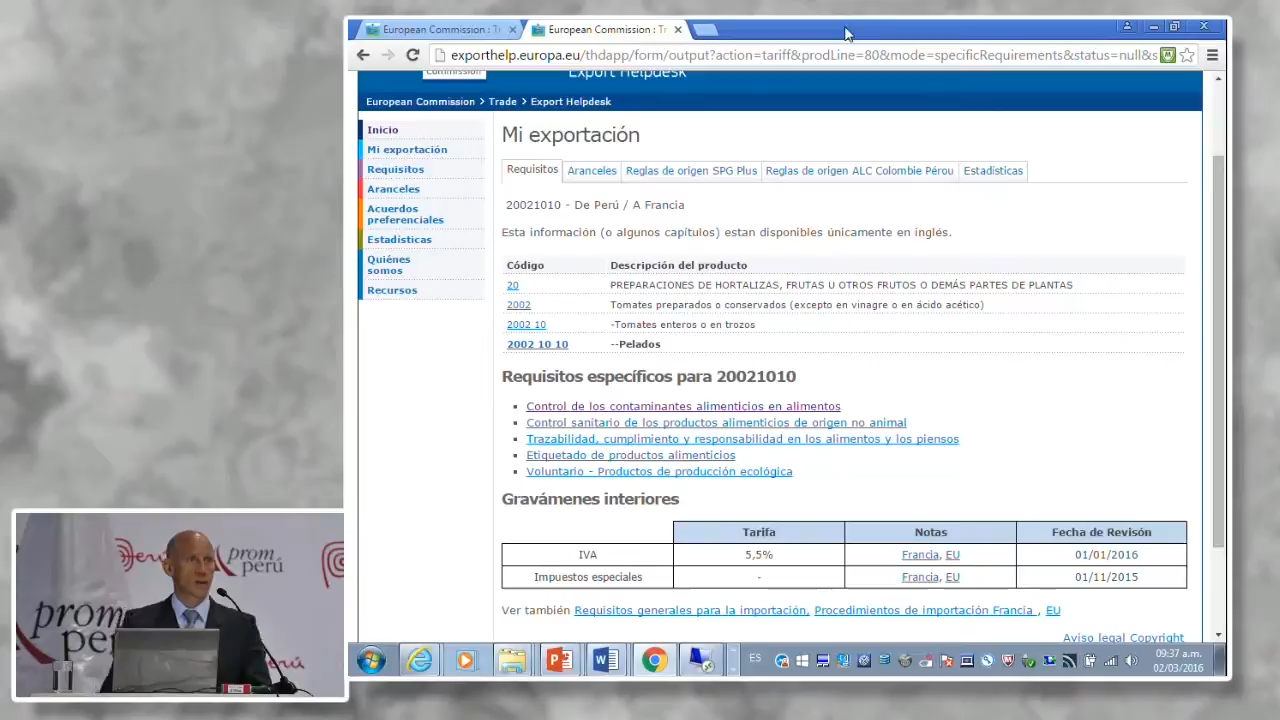 European Commission : Tr
European Commission : Tr
exporthelp.europa.eu/thdapp/form/output?action=tariff&prodLine=80&mode=specificRequirements&status=null&s
Commission
Export Helpdesk
European Commission > Trade > Export Helpdesk
Inicio
Mi exportación
Requisitos
Aranceles
Acuerdos
preferenciales
Estadísticas
Quiénes
somos
Recursos
Mi exportación
Requisitos Aranceles Reglas de origen SPG Plus Reglas de origen ALC Colombie Pérou Estadísticas
20021010 - De Perú / A Francia
Esta información (o algunos capítulos) estan disponibles únicamente en inglés.
Código Descripción del producto
20 PREPARACIONES DE HORTALIZAS, FRUTAS U OTROS FRUTOS O DEMÁS PARTES DE PLANTAS
2002 Tomates preparados o conservados (excepto en vinagre o en ácido acético)
2002 10 -Tomates enteros o en trozos
2002 10 10 --Pelados
Requisitos específicos para 20021010
Control de los contaminantes alimenticios en alimentos
Control sanitario de los productos alimenticios de origen no animal
Trazabilidad, cumplimiento y responsabilidad en los alimentos y los piensos
Etiquetado de productos alimenticios
Voluntario - Productos de producción ecológica
Gravámenes interiores
Tarifa Notas Fecha de Revisón
IVA 5,5% Francia, EU 01/01/2016
Impuestos especiales - Francia, EU 01/11/2015
Ver también Requisitos generales para la importación, Procedimientos de importación Francia , EU
Aviso legal Copyright
ES
09:37 a.m.
02/03/2016
Perú
prom
perú
prom
perú